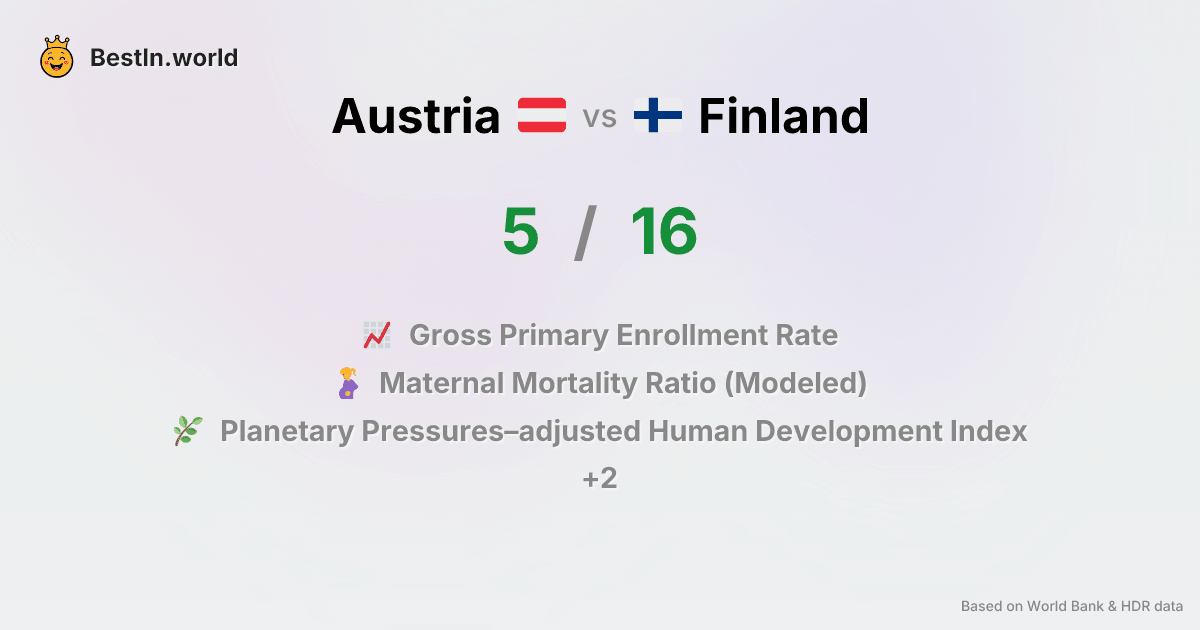 BestIn.world
Austria vs Finland
5 / 16
Gross Primary Enrollment Rate
Maternal Mortality Ratio (Modeled)
Planetary Pressures–adjusted Human Development Index
+2
Based on World Bank & HDR data